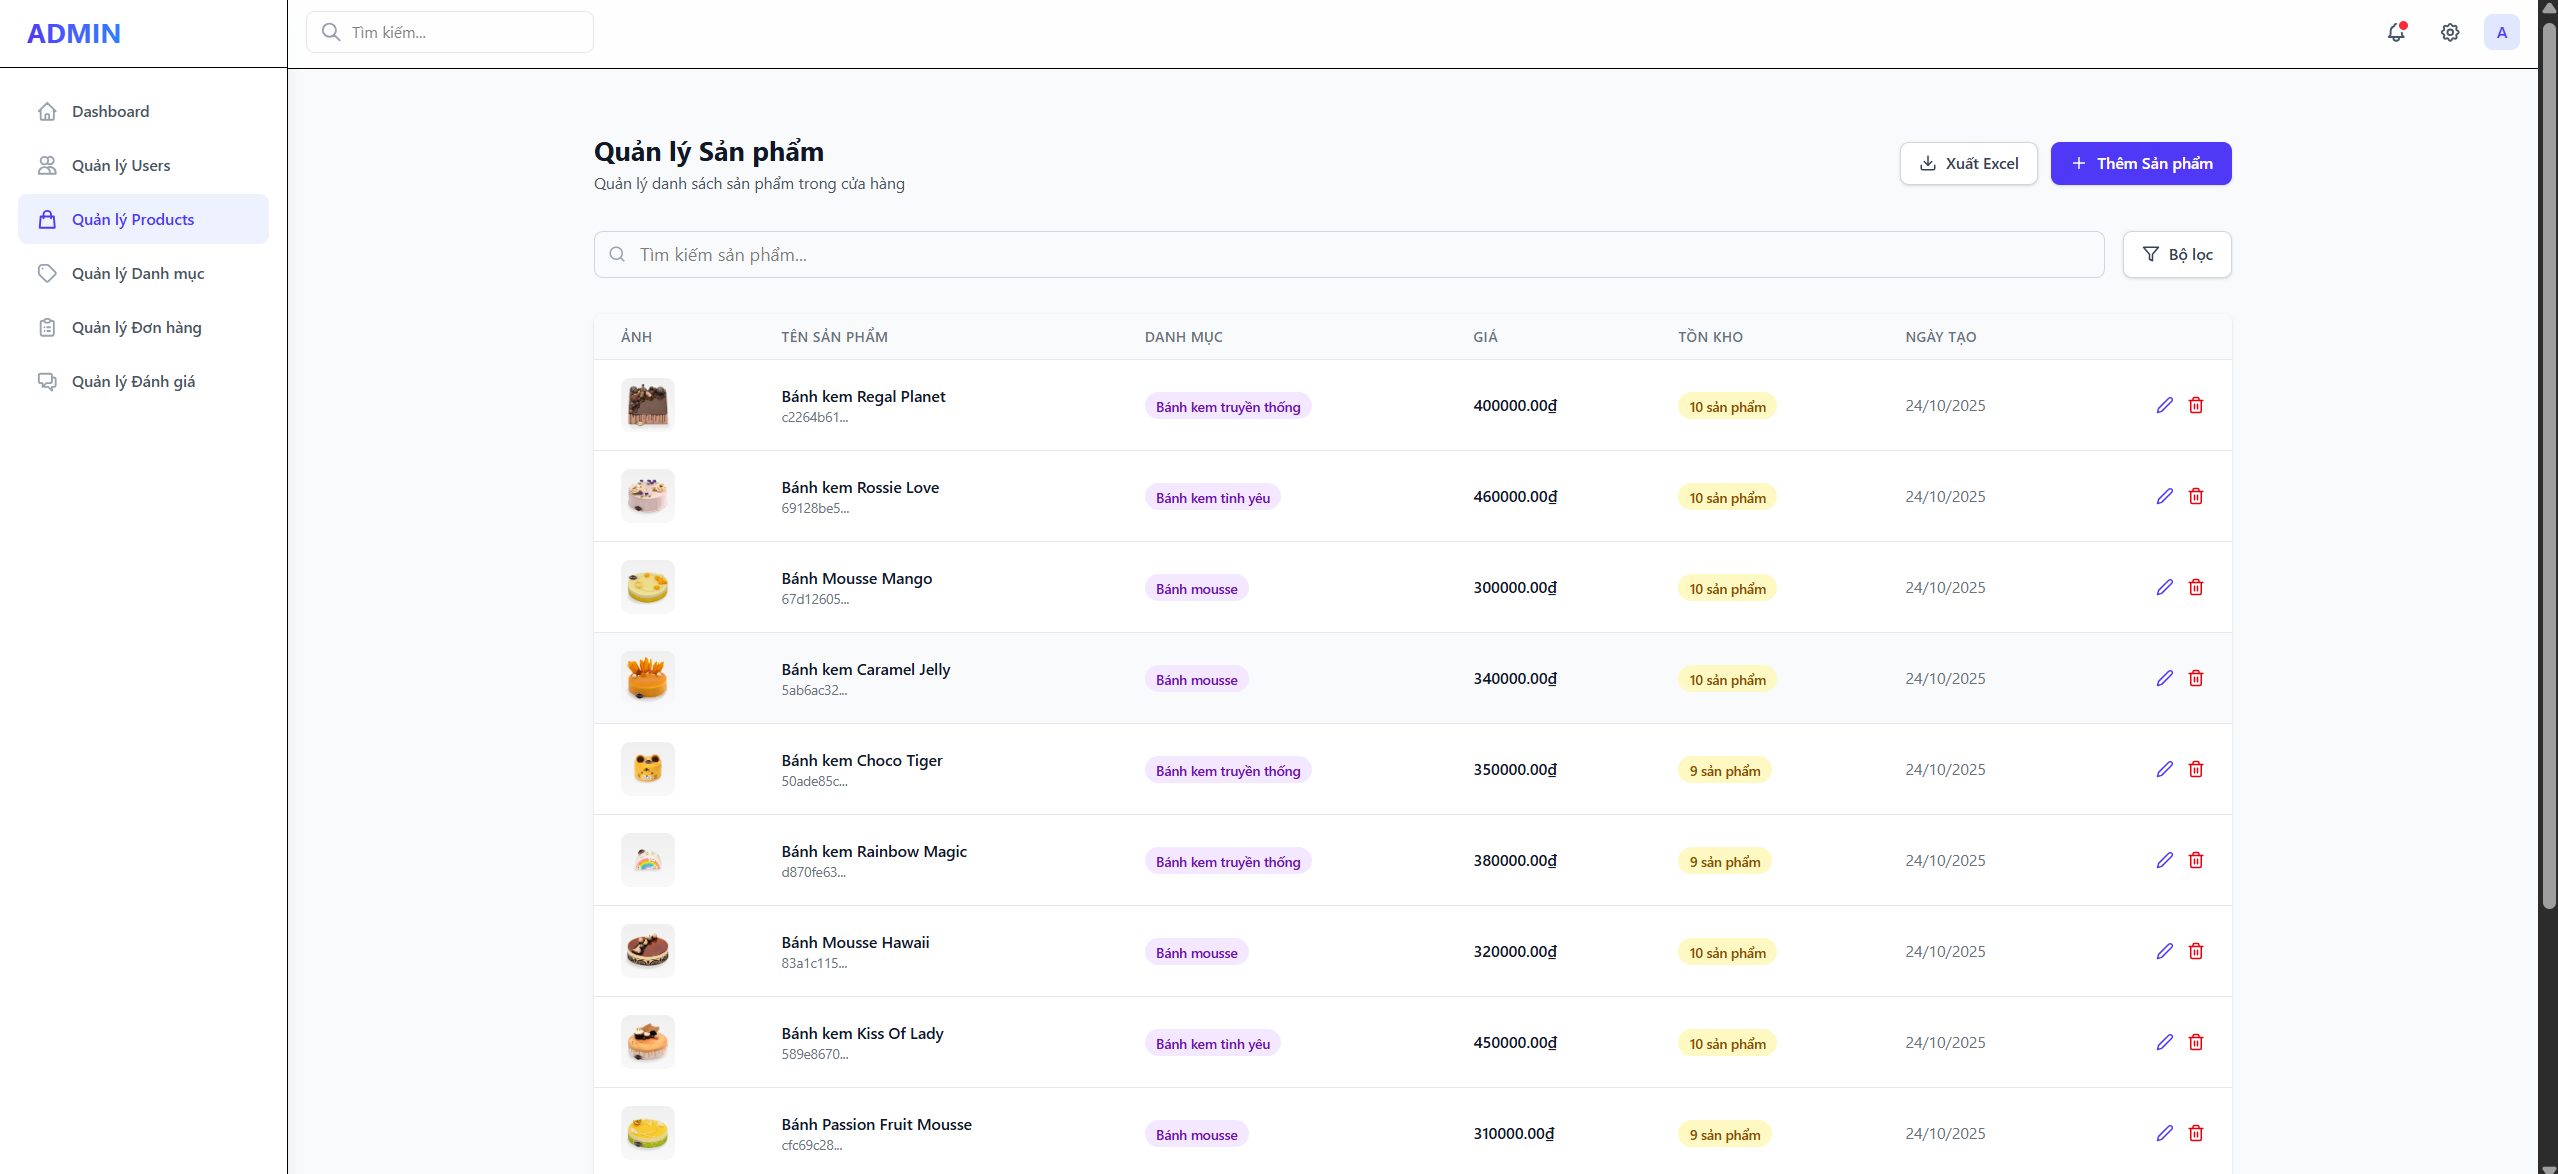 ADMIN
Tìm kiếm...
A
Dashboard
Quản lý Users
Quản lý Products
Quản lý Danh mục
Quản lý Đơn hàng
Quản lý Đánh giá
Quản lý Sản phẩm
Quản lý danh sách sản phẩm trong cửa hàng
Xuất Excel
Thêm Sản phẩm
Tìm kiếm sản phẩm...
Bộ lọc
ẢNH TÊN SẢN PHẨM DANH MỤC GIÁ TỒN KHO NGÀY TẠO
Bánh kem Regal Planet
c2264b61...
Bánh kem truyền thống 400000.00₫ 10 sản phẩm 24/10/2025
Bánh kem Rossie Love
69128be5...
Bánh kem tình yêu 460000.00₫ 10 sản phẩm 24/10/2025
Bánh Mousse Mango
67d12605...
Bánh mousse 300000.00₫ 10 sản phẩm 24/10/2025
Bánh kem Caramel Jelly
5ab6ac32...
Bánh mousse 340000.00₫ 10 sản phẩm 24/10/2025
Bánh kem Choco Tiger
50ade85c...
Bánh kem truyền thống 350000.00₫ 9 sản phẩm 24/10/2025
Bánh kem Rainbow Magic
d870fe63...
Bánh kem truyền thống 380000.00₫ 9 sản phẩm 24/10/2025
Bánh Mousse Hawaii
83a1c115...
Bánh mousse 320000.00₫ 10 sản phẩm 24/10/2025
Bánh kem Kiss Of Lady
589e8670...
Bánh kem tình yêu 450000.00₫ 10 sản phẩm 24/10/2025
Bánh Passion Fruit Mousse
cfc69c28...
Bánh mousse 310000.00₫ 9 sản phẩm 24/10/2025